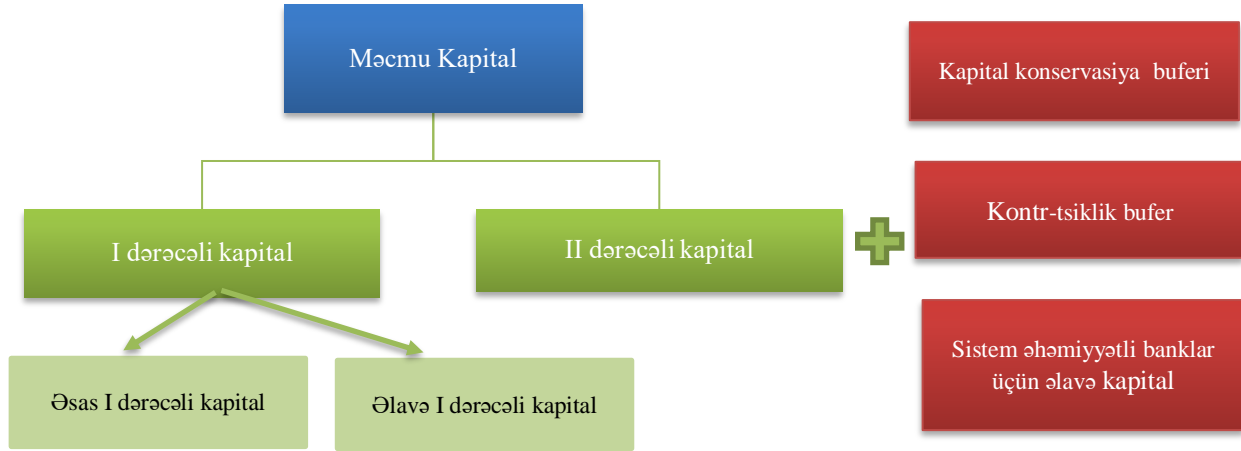 Məcmu Kapital
I dərəcəli kapital
II dərəcəli kapital
Əsas I dərəcəli kapital
Əlavə I dərəcəli kapital
Kapital konservasiya buferi
Kontr-tsiklik bufer
Sistem əhəmiyyətli banklar
üçün əlavə kapital